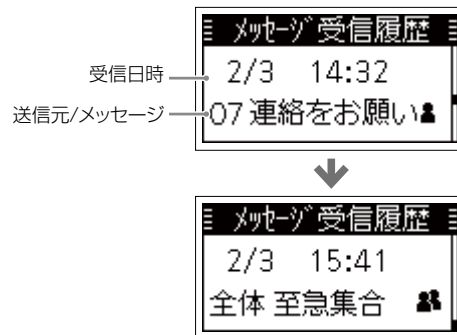 メッセージ受信履歴
受信日時
2/3 14:32
送信元/メッセージ
07 連絡をお願い
メッセージ受信履歴
2/3 15:41
全体 至急集合